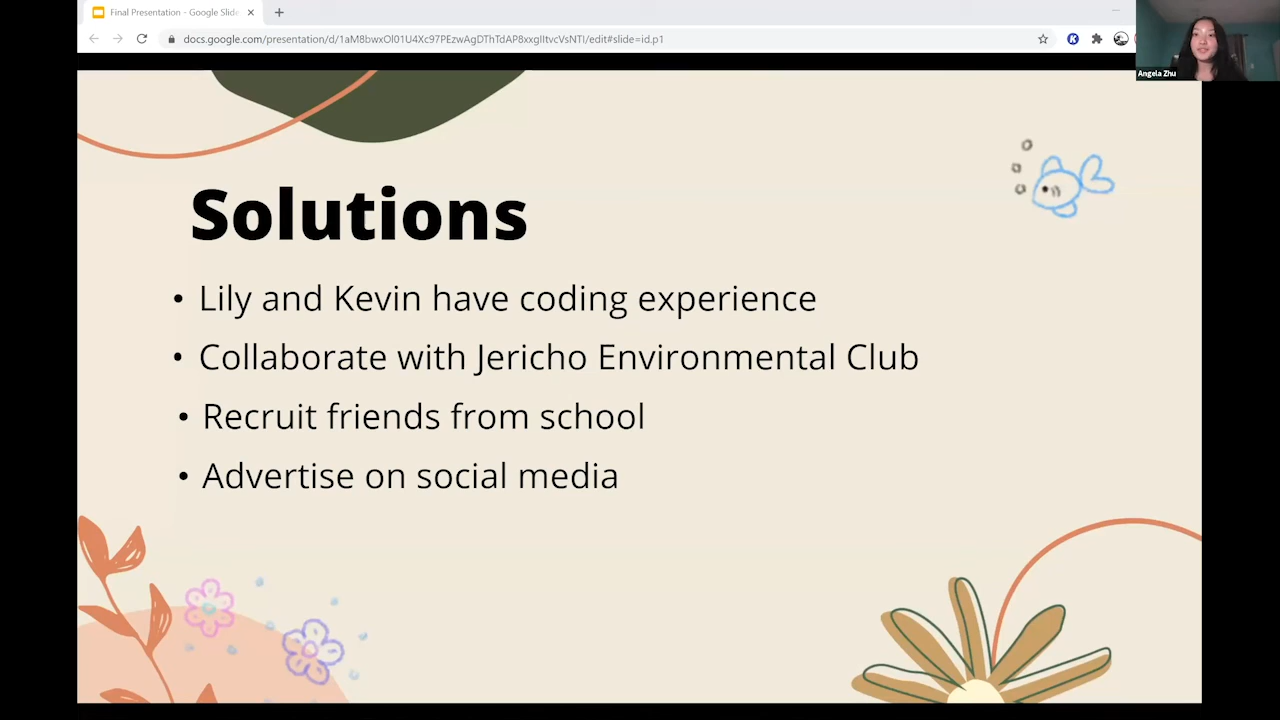 Final Presentation - Google Slide
docs.google.com/presentation/d/1aM8bwxOl01U4Xc97PEzwAgDThTdAP8xxgIItvcVsNTI/edit#slide=id.p1
Angela Zhu
Solutions
• Lily and Kevin have coding experience
• Collaborate with Jericho Environmental Club
• Recruit friends from school
• Advertise on social media